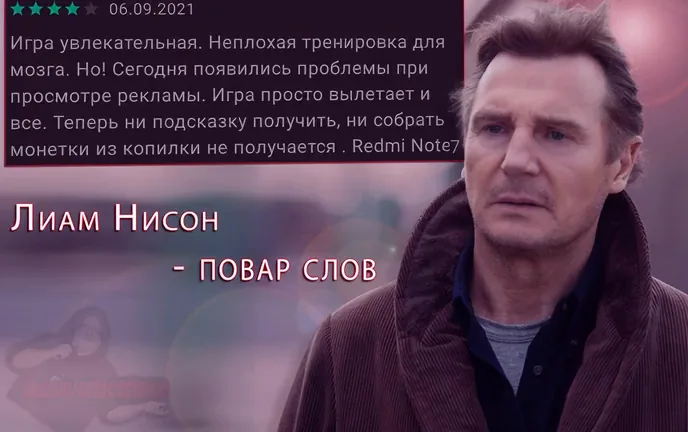 06.09.2021
Игра увлекательная. Неплохая тренировка для
мозга. Но! Сегодня появились проблемы при
просмотре рекламы. Игра просто вылетает и
все. Теперь ни подсказку получить, ни собрать
монетки из копилки не получается . Redmi Note7
Лиам Нисон
- повар слов